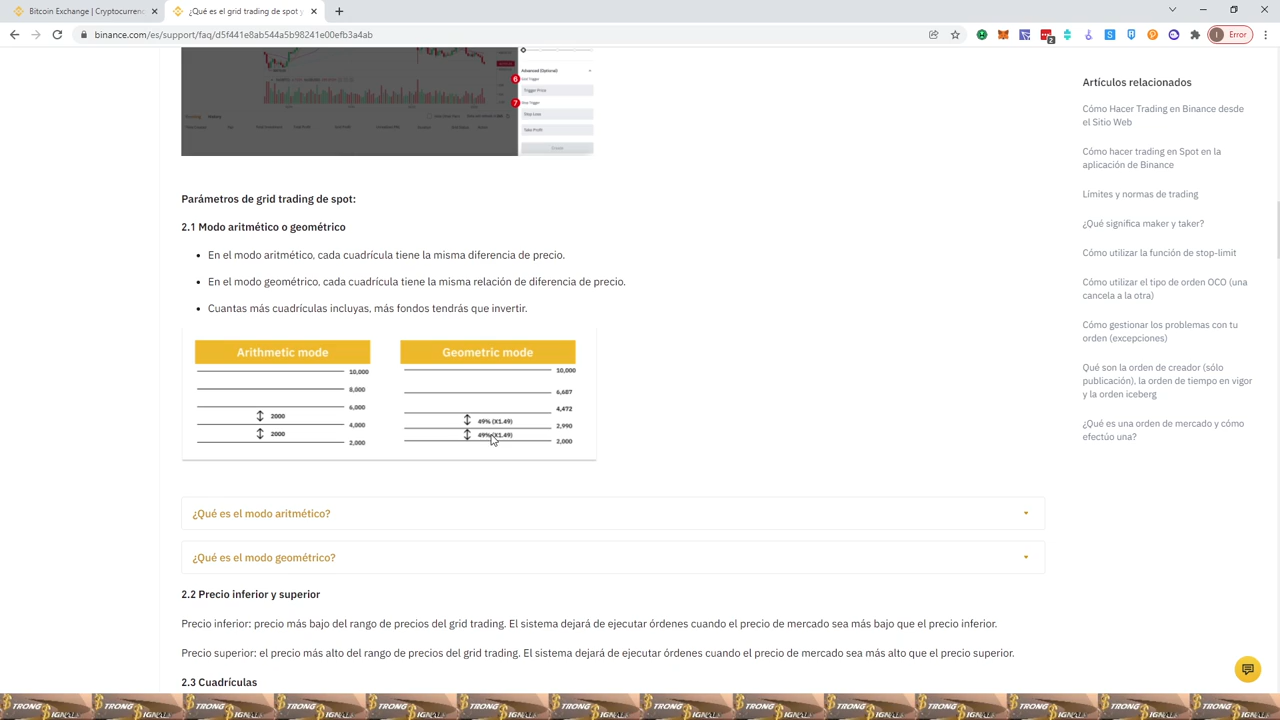 Bitcoin Exchange | Cryptocurrency
¿Qué es el grid trading de spot y
binance.com/es/support/faq/d5f441e8ab544a5b98241e00efb3a4ab
2
I
Error
6
7
Advanced (Optional)
Trigger Price
Stop Loss
Take Profit
Create
Artículos relacionados
Cómo Hacer Trading en Binance desde
el Sitio Web
Cómo hacer trading en Spot en la
aplicación de Binance
Límites y normas de trading
¿Qué significa maker y taker?
Cómo utilizar la función de stop-limit
Cómo utilizar el tipo de orden OCO (una
cancela a la otra)
Cómo gestionar los problemas con tu
orden (excepciones)
Qué son la orden de creador (sólo
publicación), la orden de tiempo en vigor
y la orden iceberg
¿Qué es una orden de mercado y cómo
efectúo una?
Parámetros de grid trading de spot:
2.1 Modo aritmético o geométrico
• En el modo aritmético, cada cuadrícula tiene la misma diferencia de precio.
• En el modo geométrico, cada cuadrícula tiene la misma relación de diferencia de precio.
• Cuantas más cuadrículas incluyas, más fondos tendrás que invertir.
Arithmetic mode
10,000
8,000
6,000
2000
4,000
2000
2,000
Geometric mode
10,000
6,687
4,472
49% (X1.49)
2,990
49% (X1.49)
2,000
¿Qué es el modo aritmético?
¿Qué es el modo geométrico?
2.2 Precio inferior y superior
Precio inferior: precio más bajo del rango de precios del grid trading. El sistema dejará de ejecutar órdenes cuando el precio de mercado sea más bajo que el precio inferior.
Precio superior: el precio más alto del rango de precios del grid trading. El sistema dejará de ejecutar órdenes cuando el precio de mercado sea más alto que el precio superior.
2.3 Cuadrículas